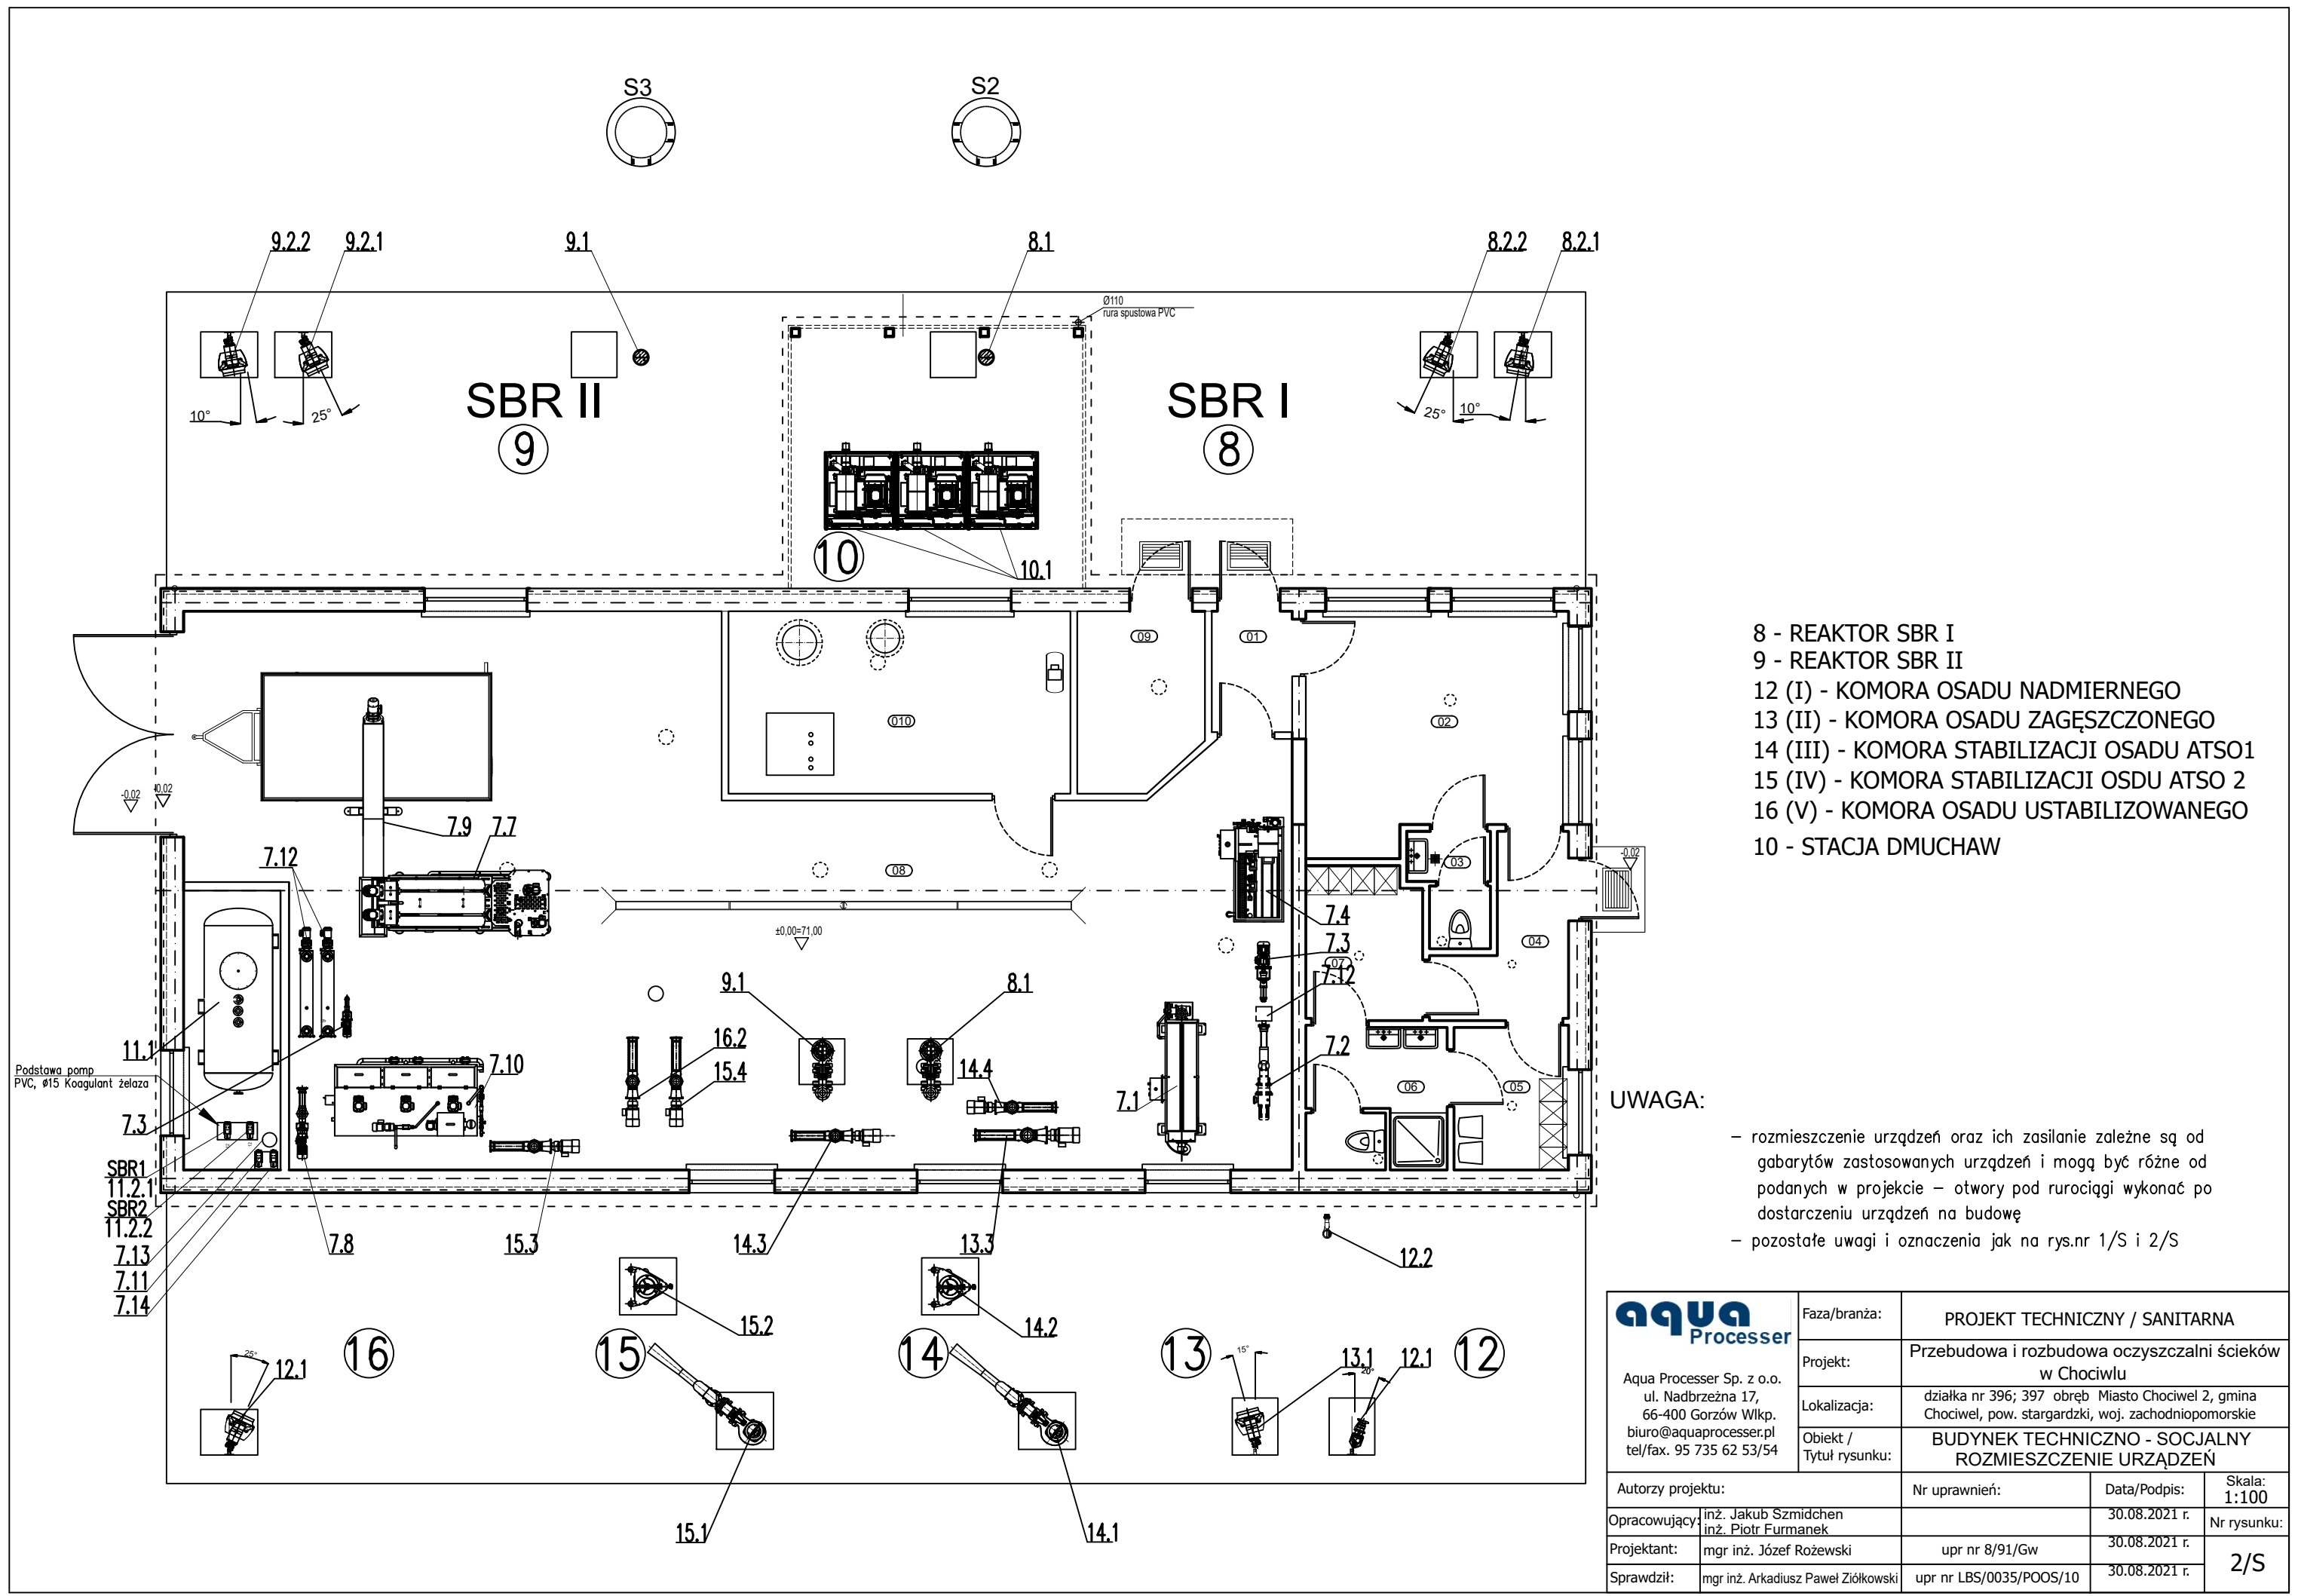 S3
S2
9.2.2
9.2.1
9.1
8.1
8.2.2
8.2.1
Ø110
rura spustowa PVC
10°
25°
SBR II
9
SBR I
8
25°
10°
10
10.1
09
01
010
02
8 - REAKTOR SBR I
9 - REAKTOR SBR II
12 (I) - KOMORA OSADU NADMIERNEGO
13 (II) - KOMORA OSADU ZAGĘSZCZONEGO
14 (III) - KOMORA STABILIZACJI OSADU ATSO1
15 (IV) - KOMORA STABILIZACJI OSDU ATSO 2
16 (V) - KOMORA OSADU USTABILIZOWANEGO
10 - STACJA DMUCHAW
-0,02
7.9
7.7
7.12
08
03
-0,02
±0,00=71,00
7.4
7.3
07
7.12
04
9.1
8.1
16.2
15.4
14.4
7.1
7.2
06
05
11.1
Podstawa pomp
PVC, ø15 Koagulant żelaza
7.10
7.3
SBR1
11.2.1
SBR2
11.2.2
7.13
7.11
7.14
7.8
15.3
14.3
13.3
12.2
UWAGA:
– rozmieszczenie urządzeń oraz ich zasilanie zależne są od
gabarytów zastosowanych urządzeń i mogą być różne od
podanych w projekcie – otwory pod rurociągi wykonać po
dostarczeniu urządzeń na budowę
– pozostałe uwagi i oznaczenia jak na rys.nr 1/S i 2/S
15.2
14.2
16
15
14
13
12
25°
12.1
15°
13.1
20°
12.1
15.1
14.1
aqua
Processer
Aqua Processer Sp. z o.o.
ul. Nadbrzeżna 17,
66-400 Gorzów Wlkp.
biuro@aquaprocesser.pl
tel/fax. 95 735 62 53/54
Faza/branża:
PROJEKT TECHNICZNY / SANITARNA
Projekt:
Przebudowa i rozbudowa oczyszczalni ścieków
w Chociwlu
Lokalizacja:
działka nr 396; 397 obręb Miasto Chociwel 2, gmina
Chociwel, pow. stargardzki, woj. zachodniopomorskie
Obiekt /
Tytuł rysunku:
BUDYNEK TECHNICZNO - SOCJALNY
ROZMIESZCZENIE URZĄDZEŃ
Autorzy projektu:
Nr uprawnień:
Data/Podpis:
Skala:
1:100
Opracowujący:
inż. Jakub Szmidchen
inż. Piotr Furmanek
30.08.2021 r.
Nr rysunku:
Projektant:
mgr inż. Józef Rożewski
upr nr 8/91/Gw
30.08.2021 r.
2/S
Sprawdził:
mgr inż. Arkadiusz Paweł Ziółkowski
upr nr LBS/0035/POOS/10
30.08.2021 r.